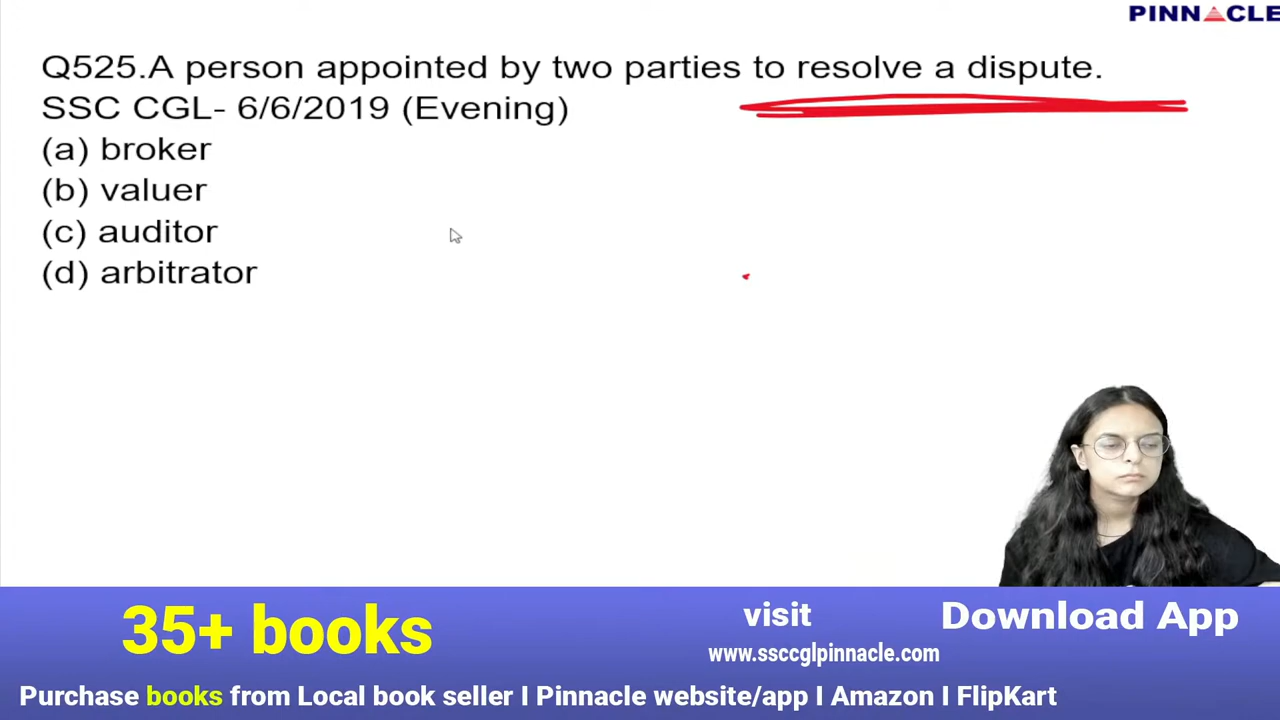 PINNACLE
Q525.A person appointed by two parties to resolve a dispute.
SSC CGL- 6/6/2019 (Evening)
(a) broker
(b) valuer
(c) auditor
(d) arbitrator
35+ books
visit
www.ssccglpinnacle.com
Download App
Purchase books from Local book seller I Pinnacle website/app I Amazon I FlipKart